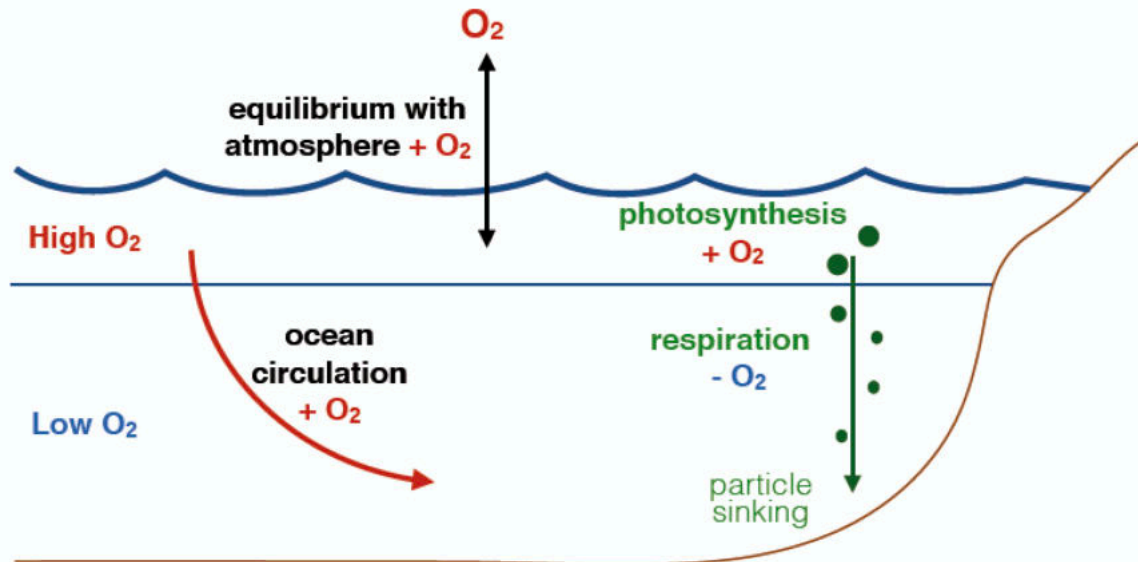 O₂
equilibrium with
atmosphere + O₂
photosynthesis
+ O₂
High O₂
ocean
circulation
+ O₂
respiration
- O₂
Low O₂
particle
sinking